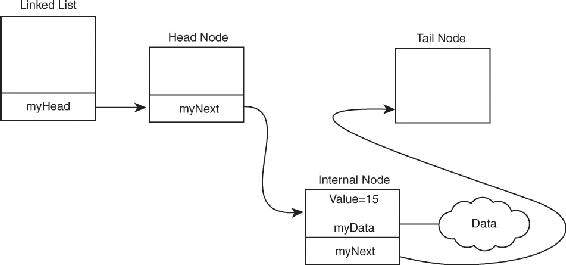 Linked List
myHead
Head Node
myNext
Tail Node
Internal Node
Value=15
myData
myNext
Data